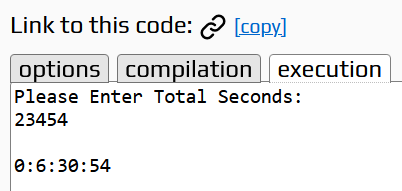 Link to this code: [copy]
options compilation execution
Please Enter Total Seconds:
23454
0:6:30:54